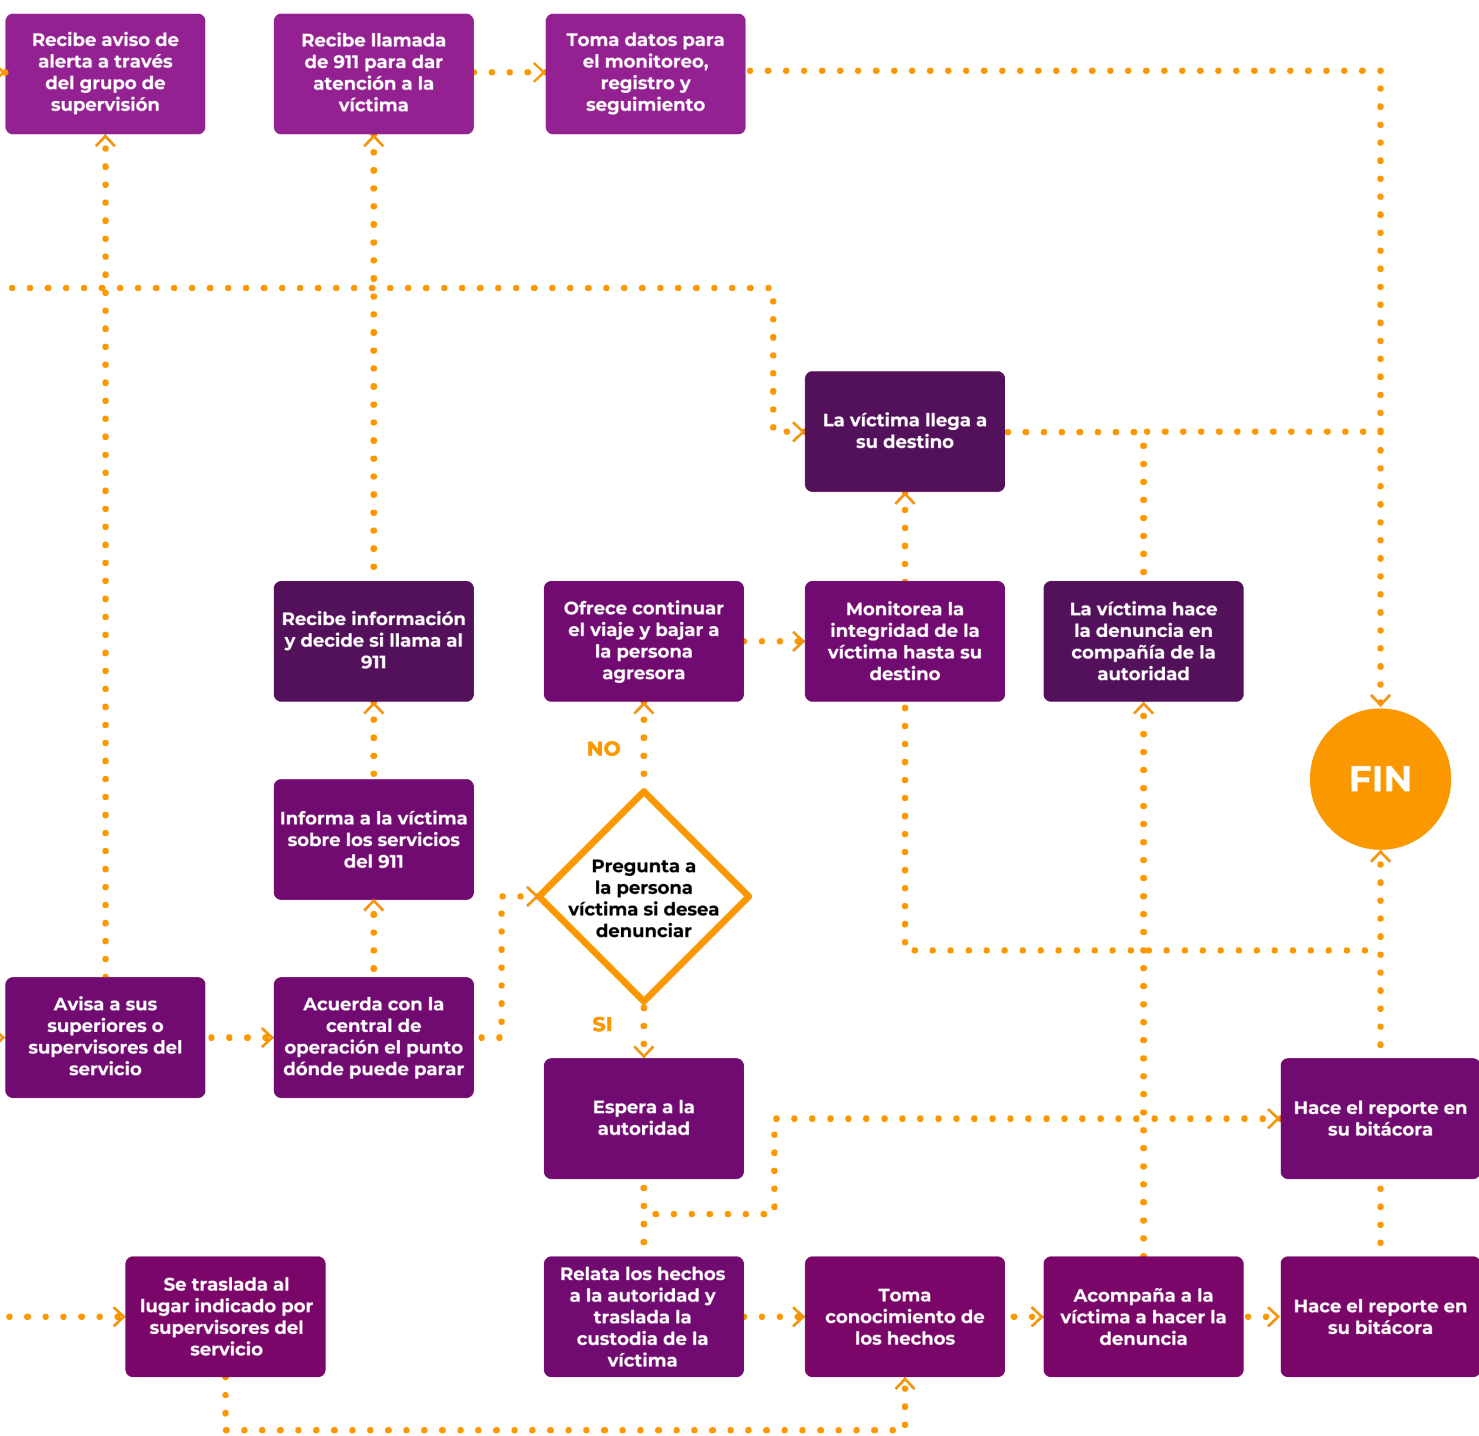 Recibe aviso de
alerta a través
del grupo de
supervisión
Recibe llamada
de 911 para dar
atención a la
víctima
Toma datos para
el monitoreo,
registro y
seguimiento
La víctima llega a
su destino
Recibe información
y decide si llama al
911
Ofrece continuar
el viaje y bajar a
la persona
agresora
Monitorea la
integridad de la
víctima hasta su
destino
La víctima hace
la denuncia en
compañía de la
autoridad
NO
FIN
Informa a la víctima
sobre los servicios
del 911
Pregunta a
la persona
víctima si desea
denunciar
Avisa a sus
superiores o
supervisores del
servicio
Acuerda con la
central de
operación el punto
dónde puede parar
SI
Espera a la
autoridad
Hace el reporte en
su bitácora
Se traslada al
lugar indicado por
supervisores del
servicio
Relata los hechos
a la autoridad y
traslada la
custodia de la
víctima
Toma
conocimiento de
los hechos
Acompaña a la
víctima a hacer la
denuncia
Hace el reporte en
su bitácora